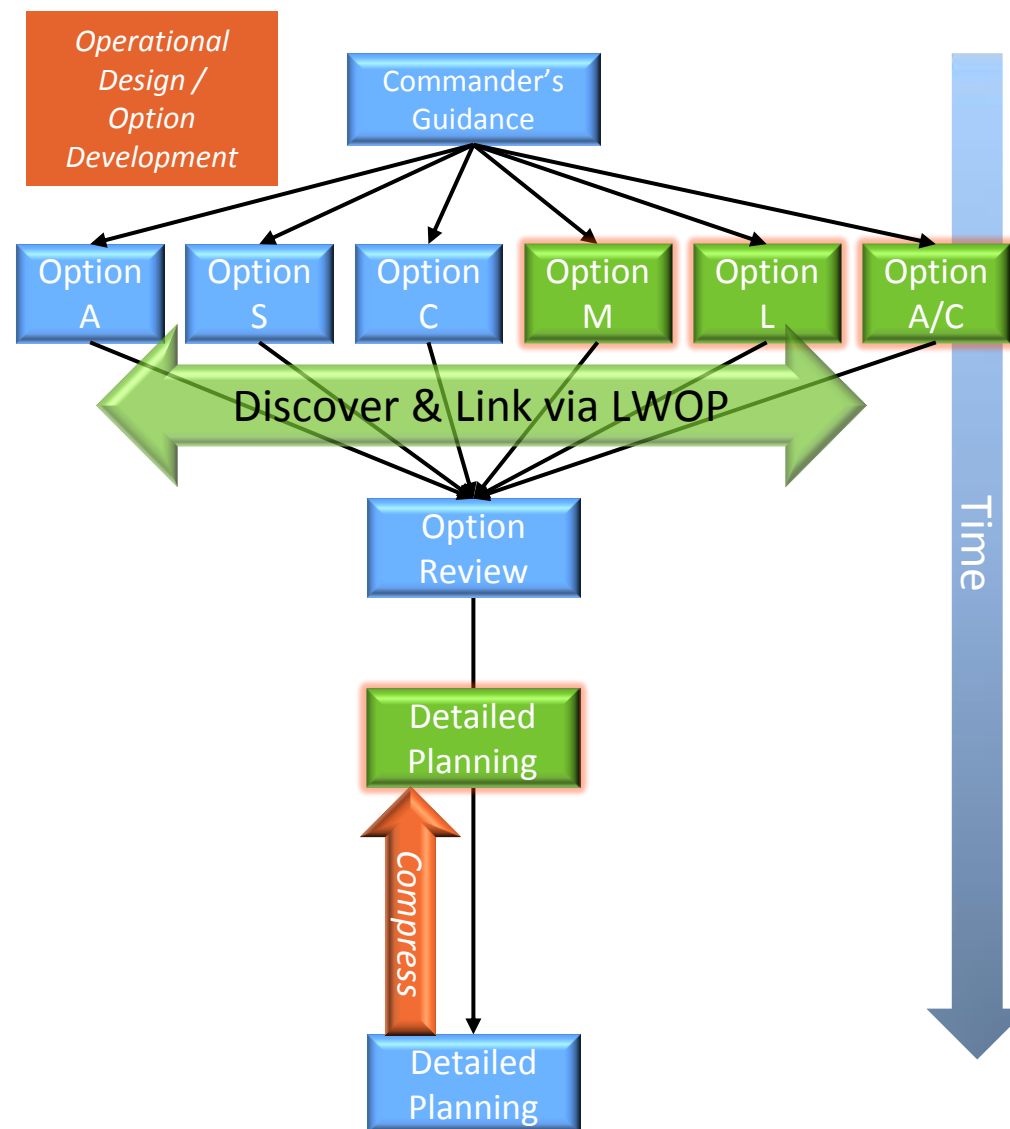 Operational
Design /
Option
Development
Commander’s
Guidance
Option
A
Option
S
Option
C
Option
M
Option
L
Option
A/C
Discover & Link via LWOP
Option
Review
Time
Detailed
Planning
Compress
Detailed
Planning